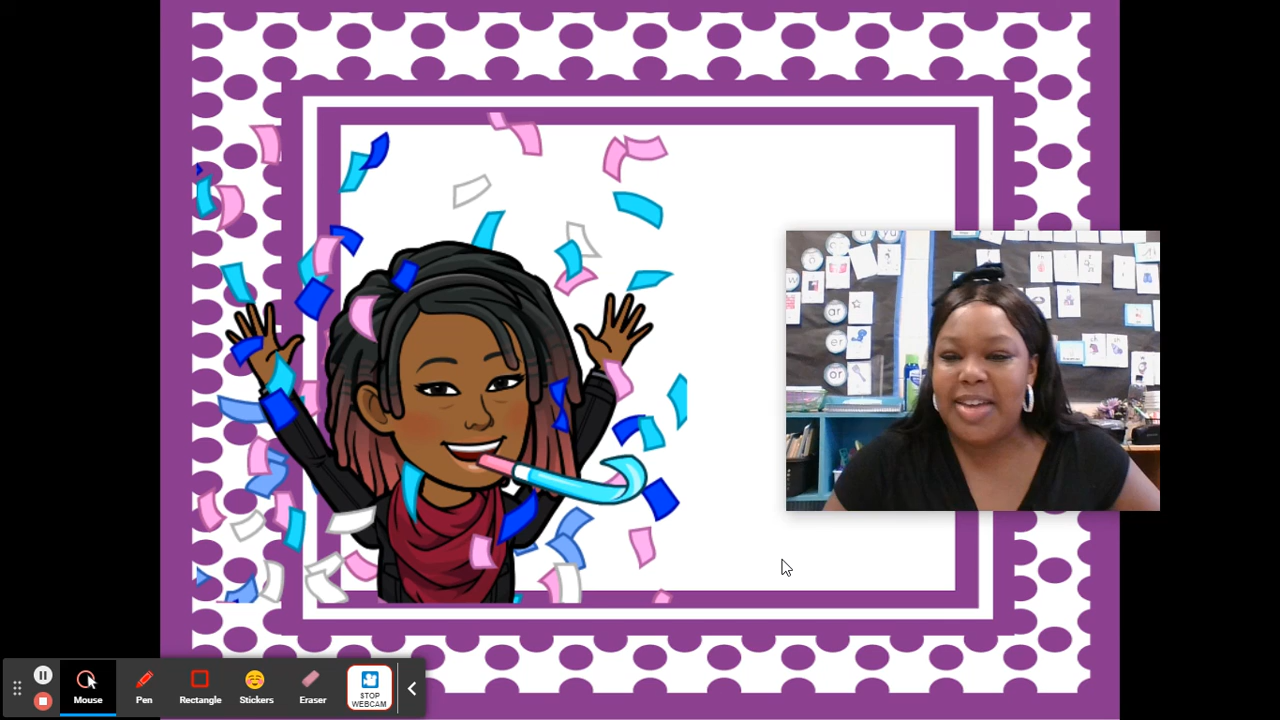 ar
er
or
Mouse
Pen
Rectangle
Stickers
Eraser
STOP
WEBCAM